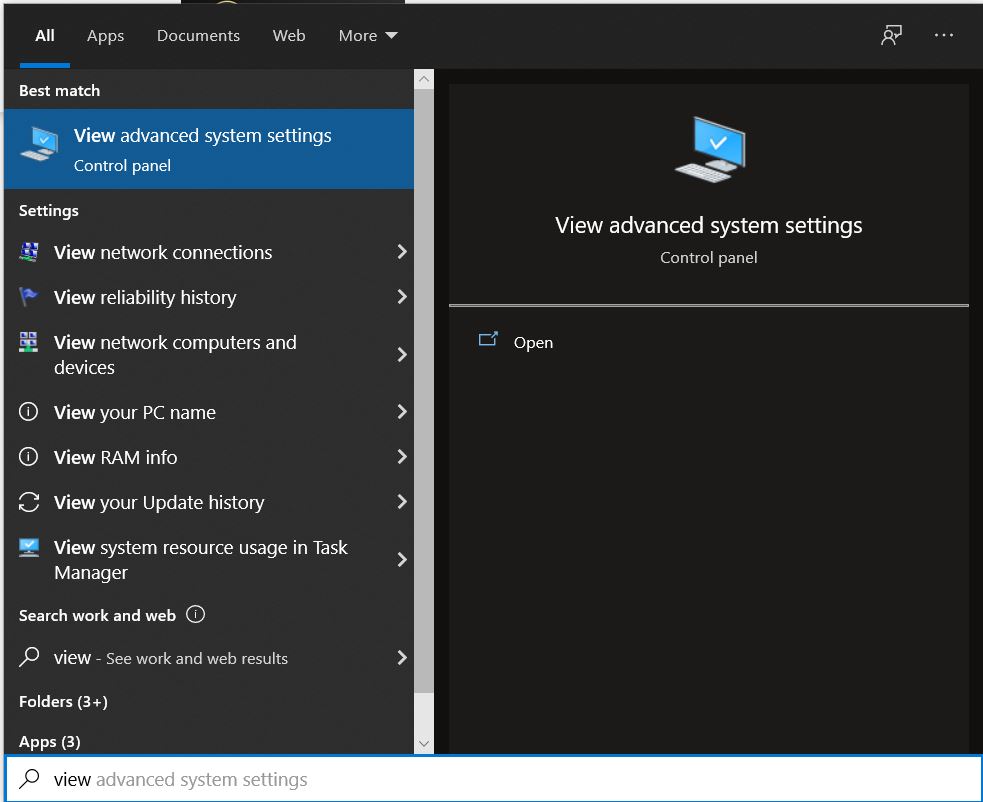 All Apps Documents Web More
Best match
View advanced system settings
Control panel
Settings
View network connections
View reliability history
View network computers and
devices
View your PC name
View RAM info
View your Update history
View system resource usage in Task
Manager
Search work and web
view - See work and web results
Folders (3+)
Apps (3)
View advanced system settings
Control panel
Open
view advanced system settings